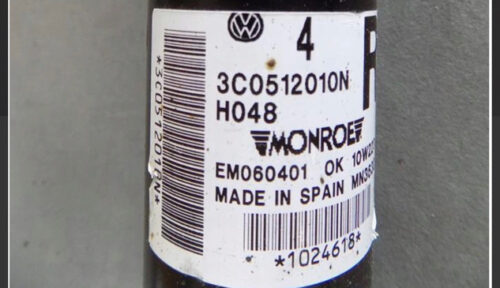 4
3C0512010N
H048
MONROE
EM060401 OK
MADE IN SPAIN
*1024618*
*3C0512010N*